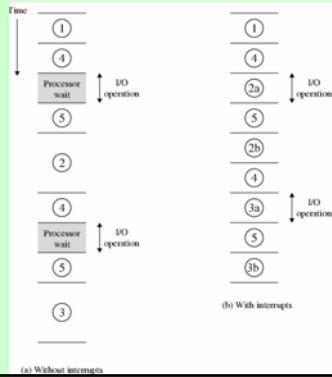 Time
1
4
Processor
wait
I/O
operation
5
2
4
Processor
wait
I/O
operation
5
3
(a) Without interrupts
1
4
2a
I/O
operation
5
2b
4
3a
I/O
operation
5
3b
(b) With interrupts